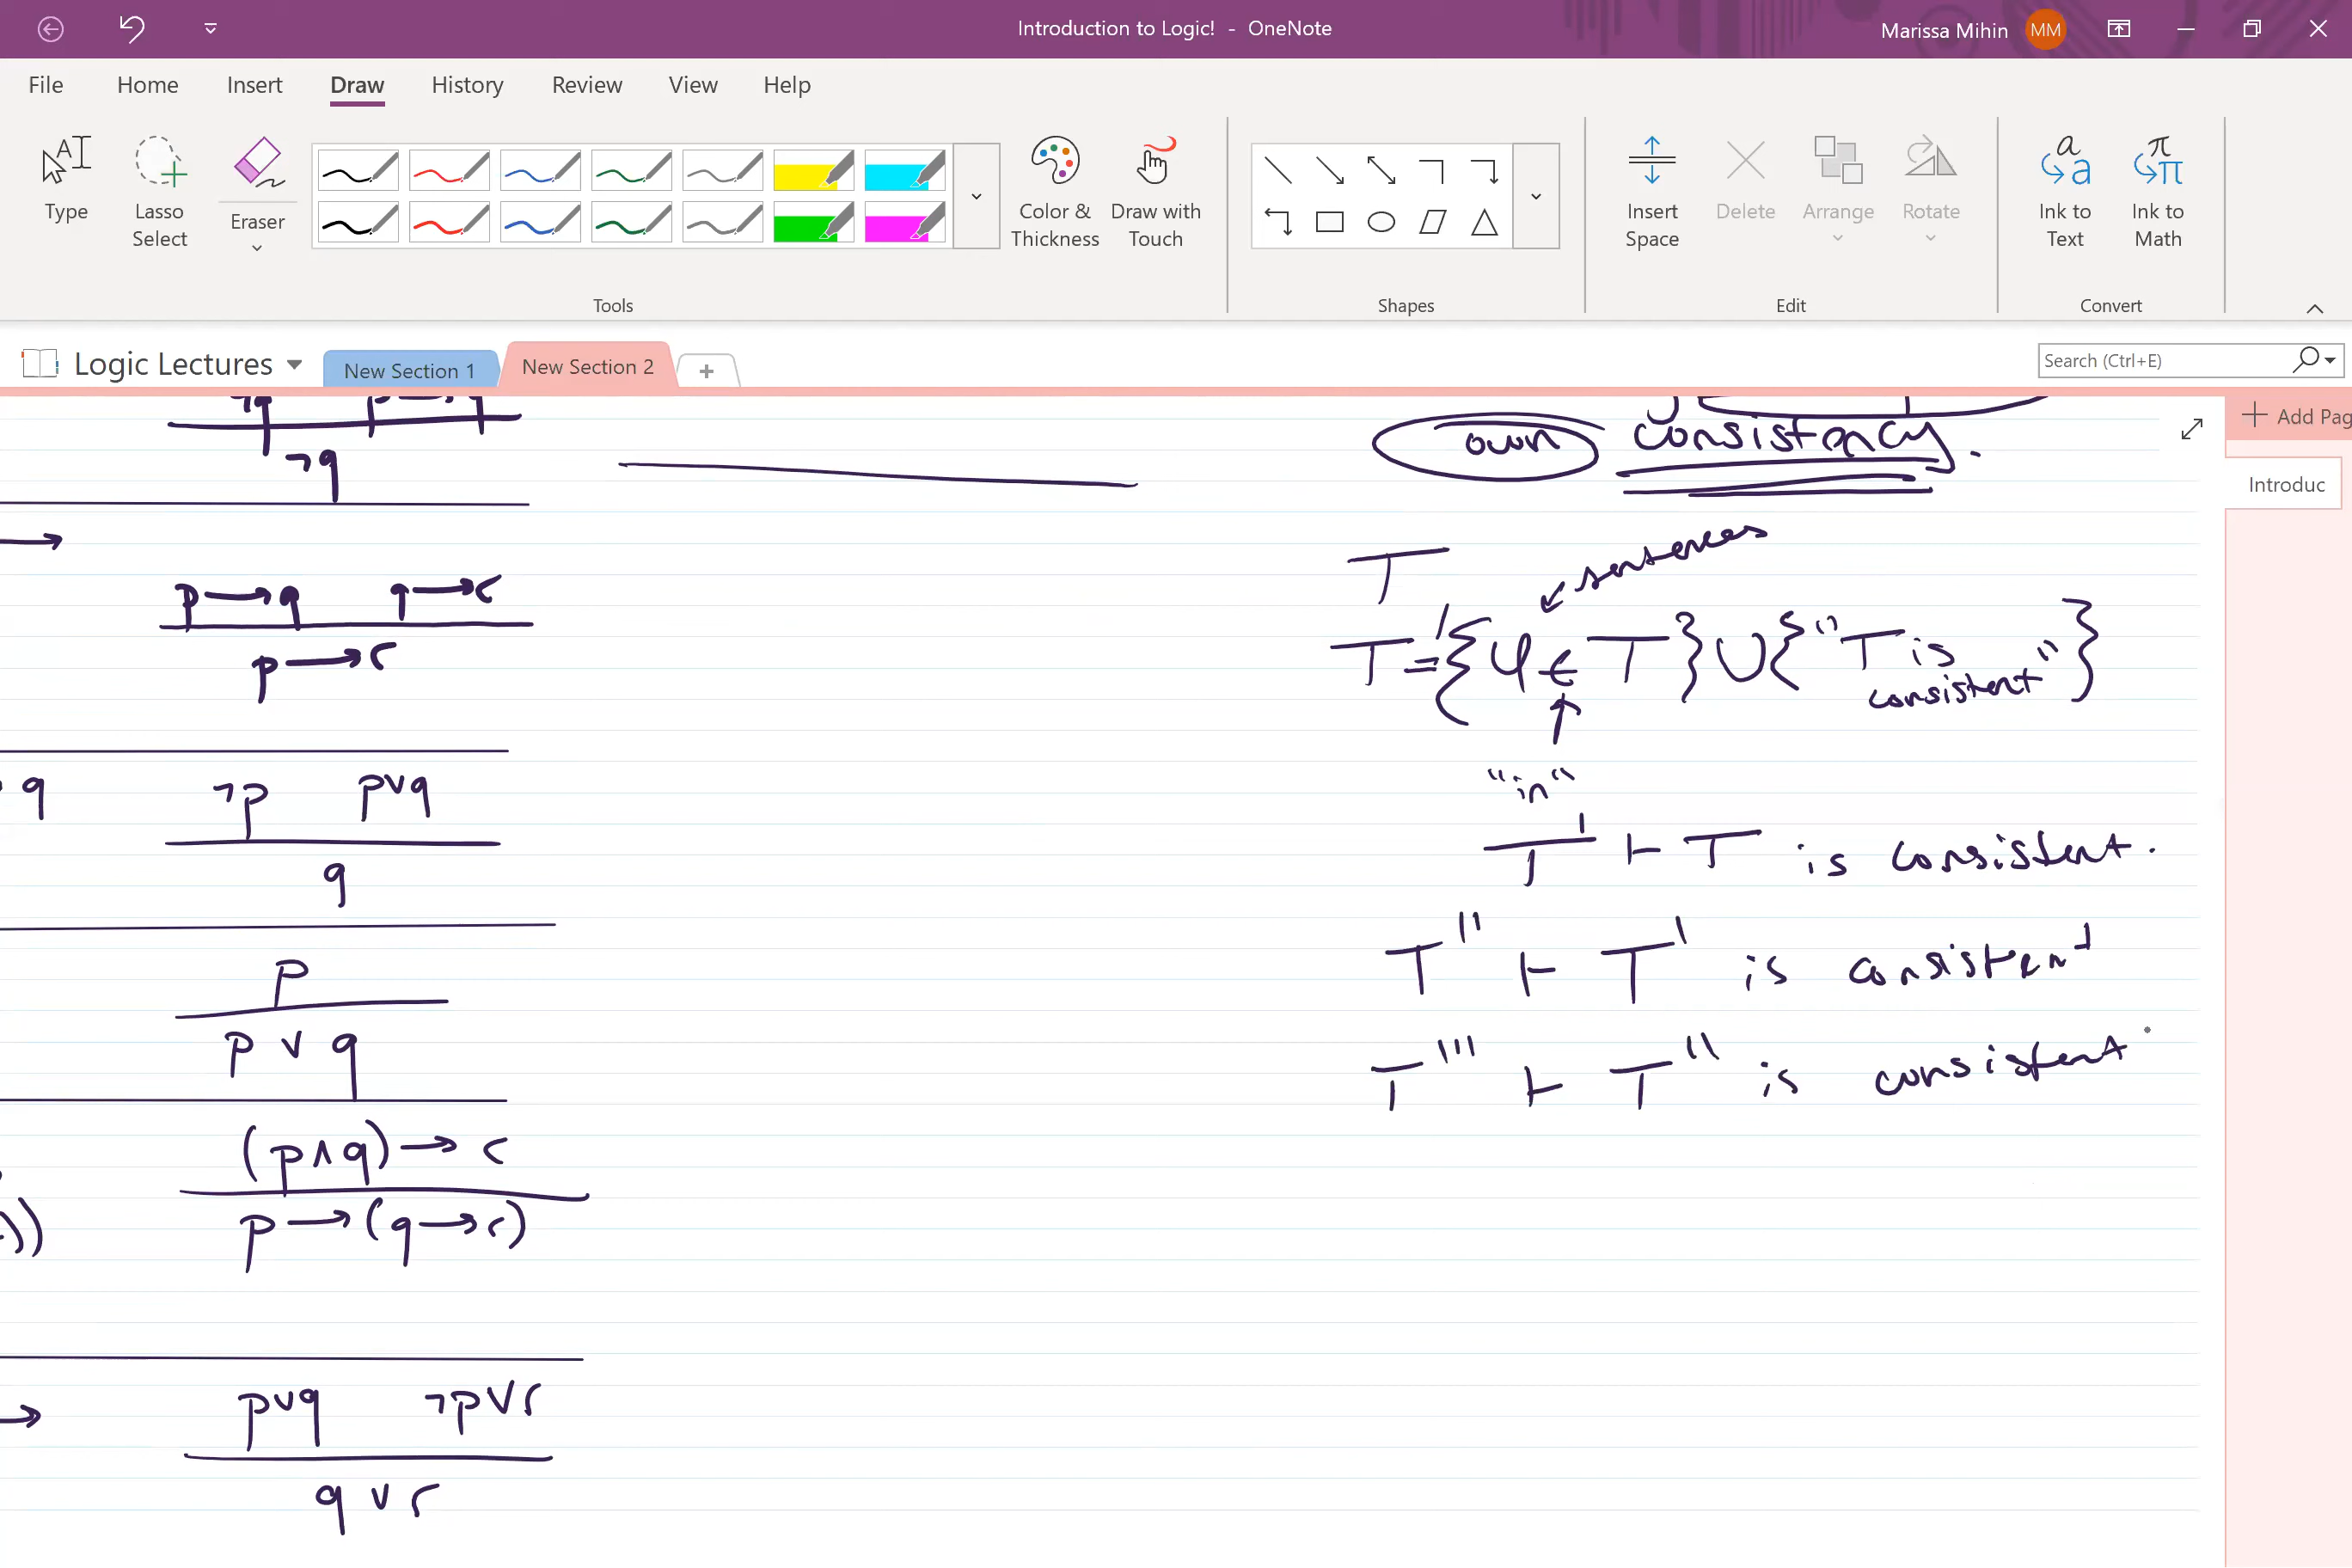 Introduction to Logic! - OneNote
Marissa Mihin MM
File Home Insert Draw History Review View Help
Type
Lasso Select
Eraser
Color & Thickness
Draw with Touch
Insert Space
Delete
Arrange
Rotate
Ink to Text
Ink to Math
Tools
Shapes
Edit
Convert
Logic Lectures
New Section 1
New Section 2
Search (Ctrl+E)
Add Pag
Introduc
¬q
p → q q → r
p → r
q
¬p p∨q
q
p
p ∨ q
(p∧q) → r
p → (q → r)
))
p∨q ¬p∨r
q ∨ r
own consistency.
T
sentences
T' = {φ ∈ T} ∪ {"T is consistent"}
"in"
T' ⊢ T is consistent.
T'' ⊢ T' is consistent
T''' ⊢ T'' is consistent